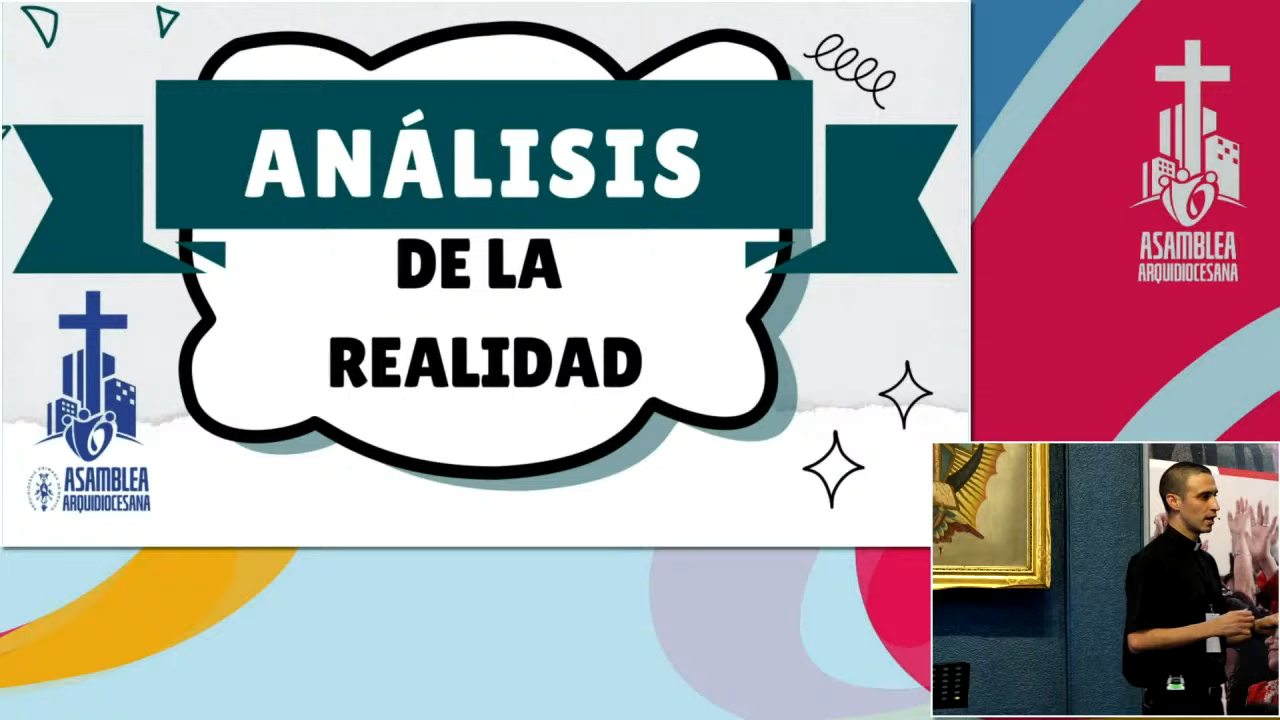 ANÁLISIS
DE LA
REALIDAD
ASAMBLEA
ARQUIDIOCESANA
ASAMBLEA
ARQUIDIOCESANA